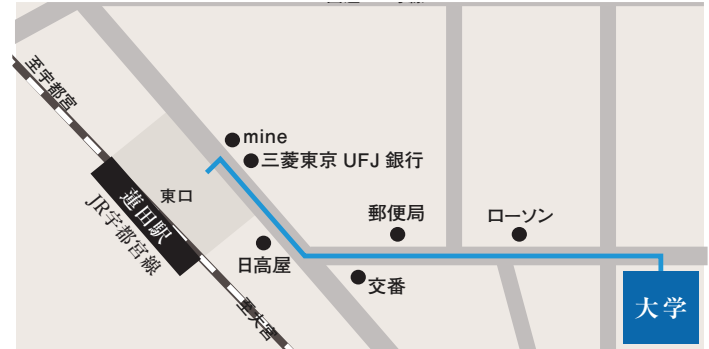 至宇都宮
mine
三菱東京 UFJ 銀行
東口
蓮田駅
JR宇都宮線
郵便局
ローソン
日高屋
交番
至大宮
大学